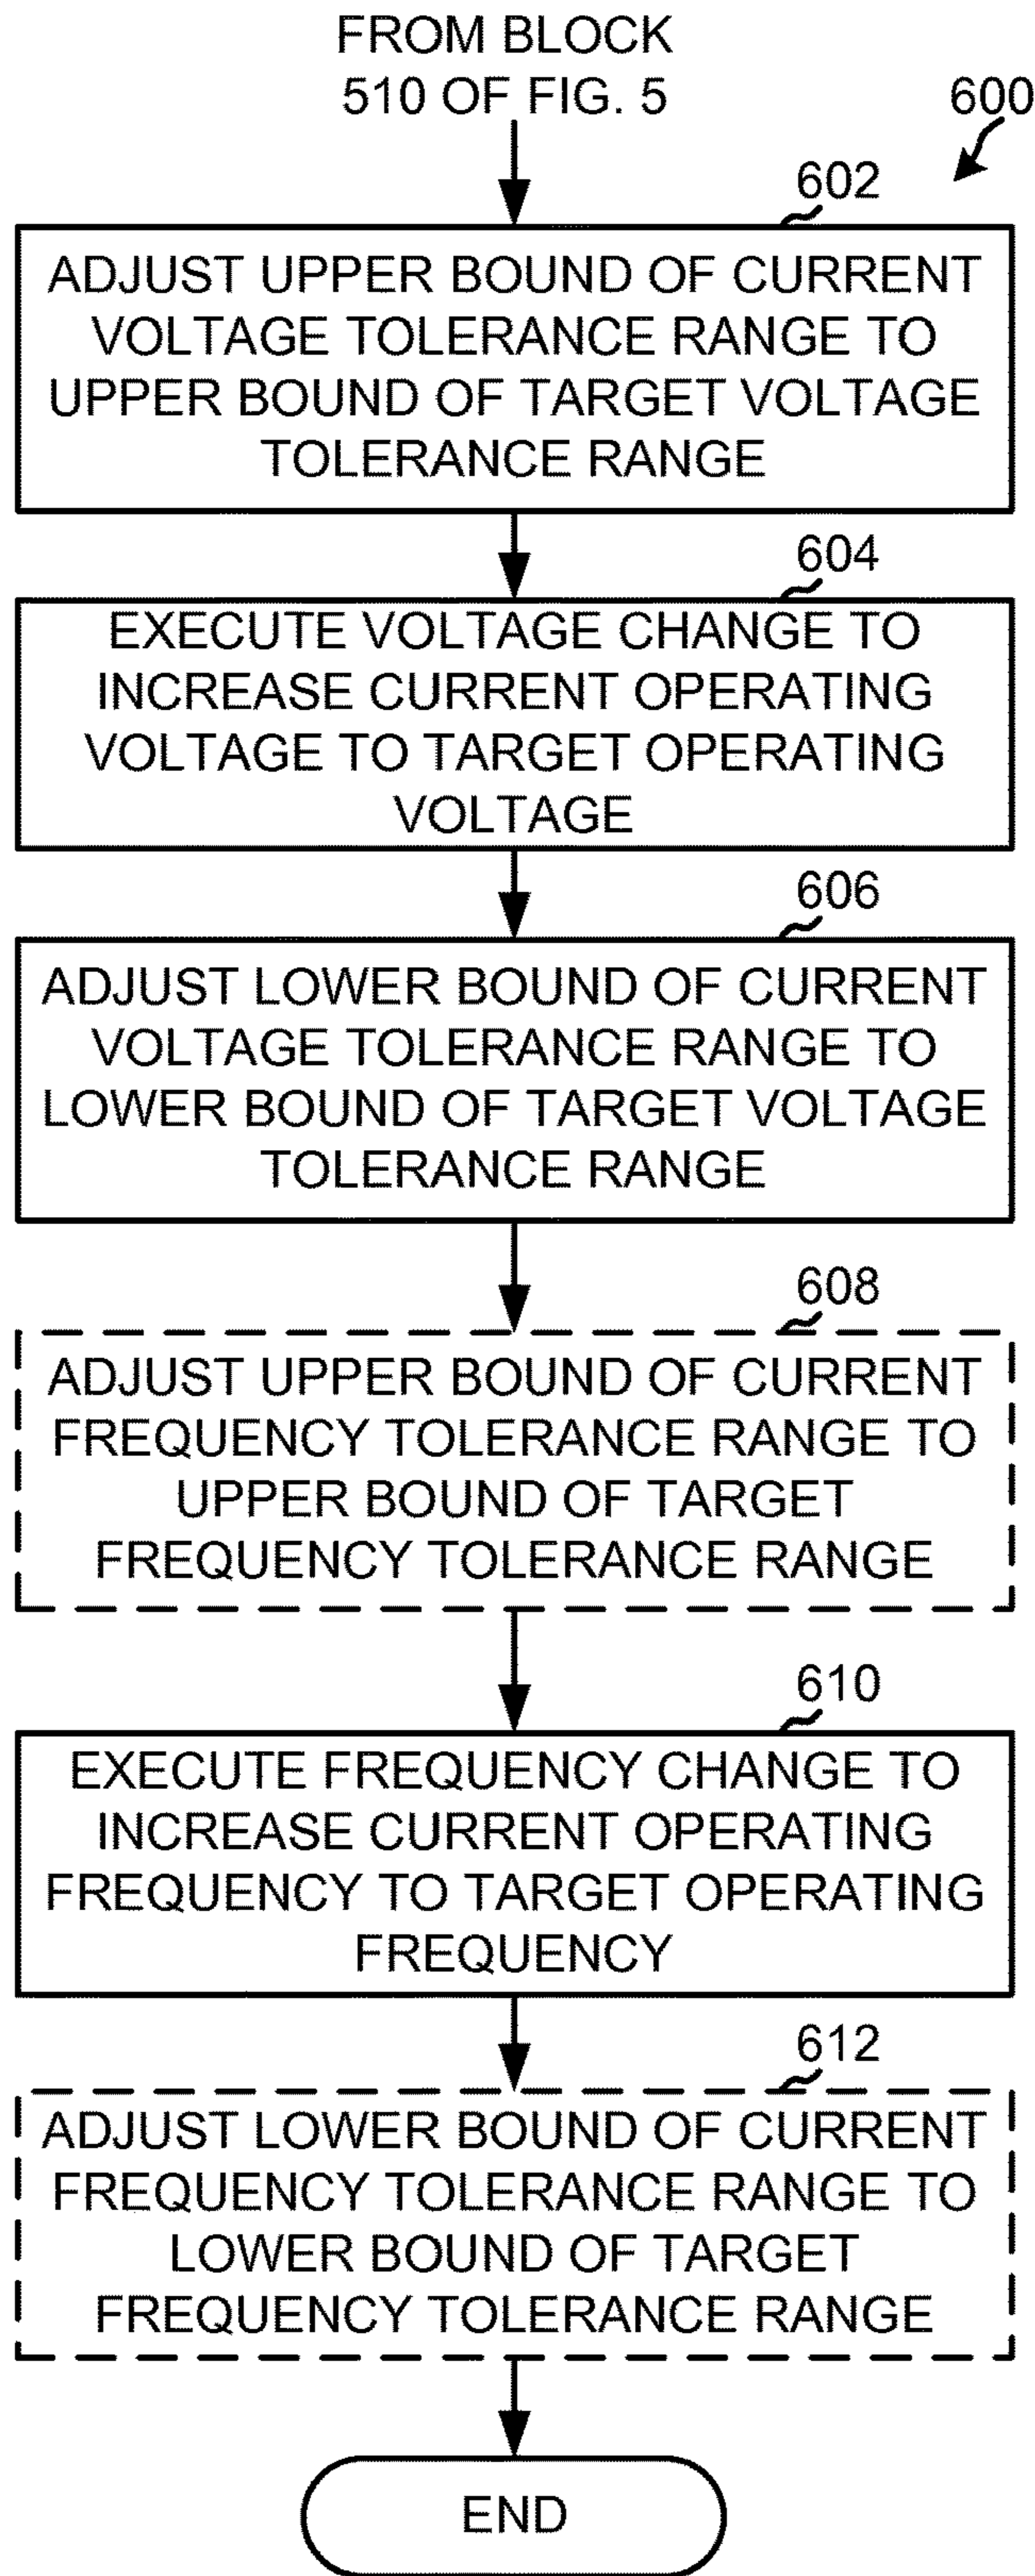 FROM BLOCK
510 OF FIG. 5
600
602
ADJUST UPPER BOUND OF CURRENT
VOLTAGE TOLERANCE RANGE TO
UPPER BOUND OF TARGET VOLTAGE
TOLERANCE RANGE
604
EXECUTE VOLTAGE CHANGE TO
INCREASE CURRENT OPERATING
VOLTAGE TO TARGET OPERATING
VOLTAGE
606
ADJUST LOWER BOUND OF CURRENT
VOLTAGE TOLERANCE RANGE TO
LOWER BOUND OF TARGET VOLTAGE
TOLERANCE RANGE
608
ADJUST UPPER BOUND OF CURRENT
FREQUENCY TOLERANCE RANGE TO
UPPER BOUND OF TARGET
FREQUENCY TOLERANCE RANGE
610
EXECUTE FREQUENCY CHANGE TO
INCREASE CURRENT OPERATING
FREQUENCY TO TARGET OPERATING
FREQUENCY
612
ADJUST LOWER BOUND OF CURRENT
FREQUENCY TOLERANCE RANGE TO
LOWER BOUND OF TARGET
FREQUENCY TOLERANCE RANGE
END